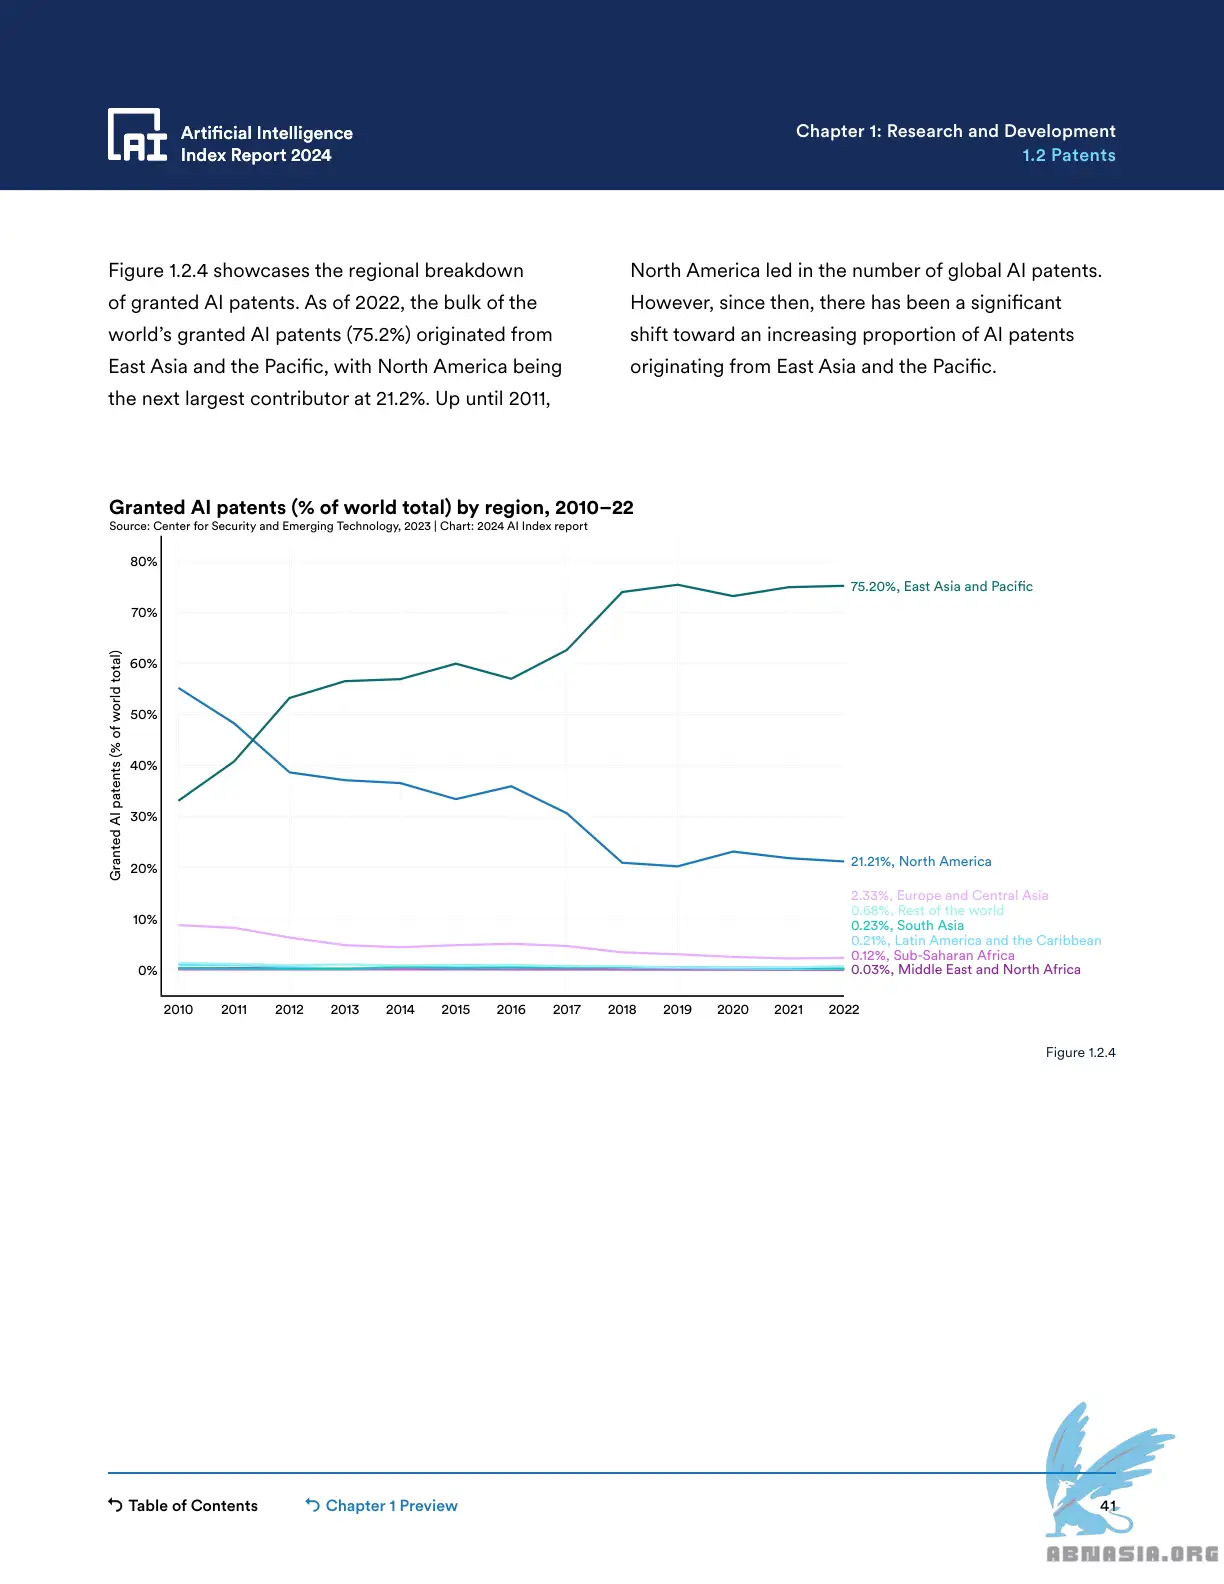 Artificial Intelligence
Index Report 2024
Chapter 1: Research and Development
1.2 Patents
Figure 1.2.4 showcases the regional breakdown
of granted AI patents. As of 2022, the bulk of the
world’s granted AI patents (75.2%) originated from
East Asia and the Pacific, with North America being
the next largest contributor at 21.2%. Up until 2011,
North America led in the number of global AI patents.
However, since then, there has been a significant
shift toward an increasing proportion of AI patents
originating from East Asia and the Pacific.
Granted AI patents (% of world total) by region, 2010–22
Source: Center for Security and Emerging Technology, 2023 | Chart: 2024 AI Index report
Granted AI patents (% of world total)
80%
70%
60%
50%
40%
30%
20%
10%
0%
75.20%, East Asia and Pacific
21.21%, North America
2.33%, Europe and Central Asia
0.68%, Rest of the world
0.23%, South Asia
0.21%, Latin America and the Caribbean
0.12%, Sub-Saharan Africa
0.03%, Middle East and North Africa
2010 2011 2012 2013 2014 2015 2016 2017 2018 2019 2020 2021 2022
Figure 1.2.4
Table of Contents
Chapter 1 Preview
41
ABNASIA.ORG